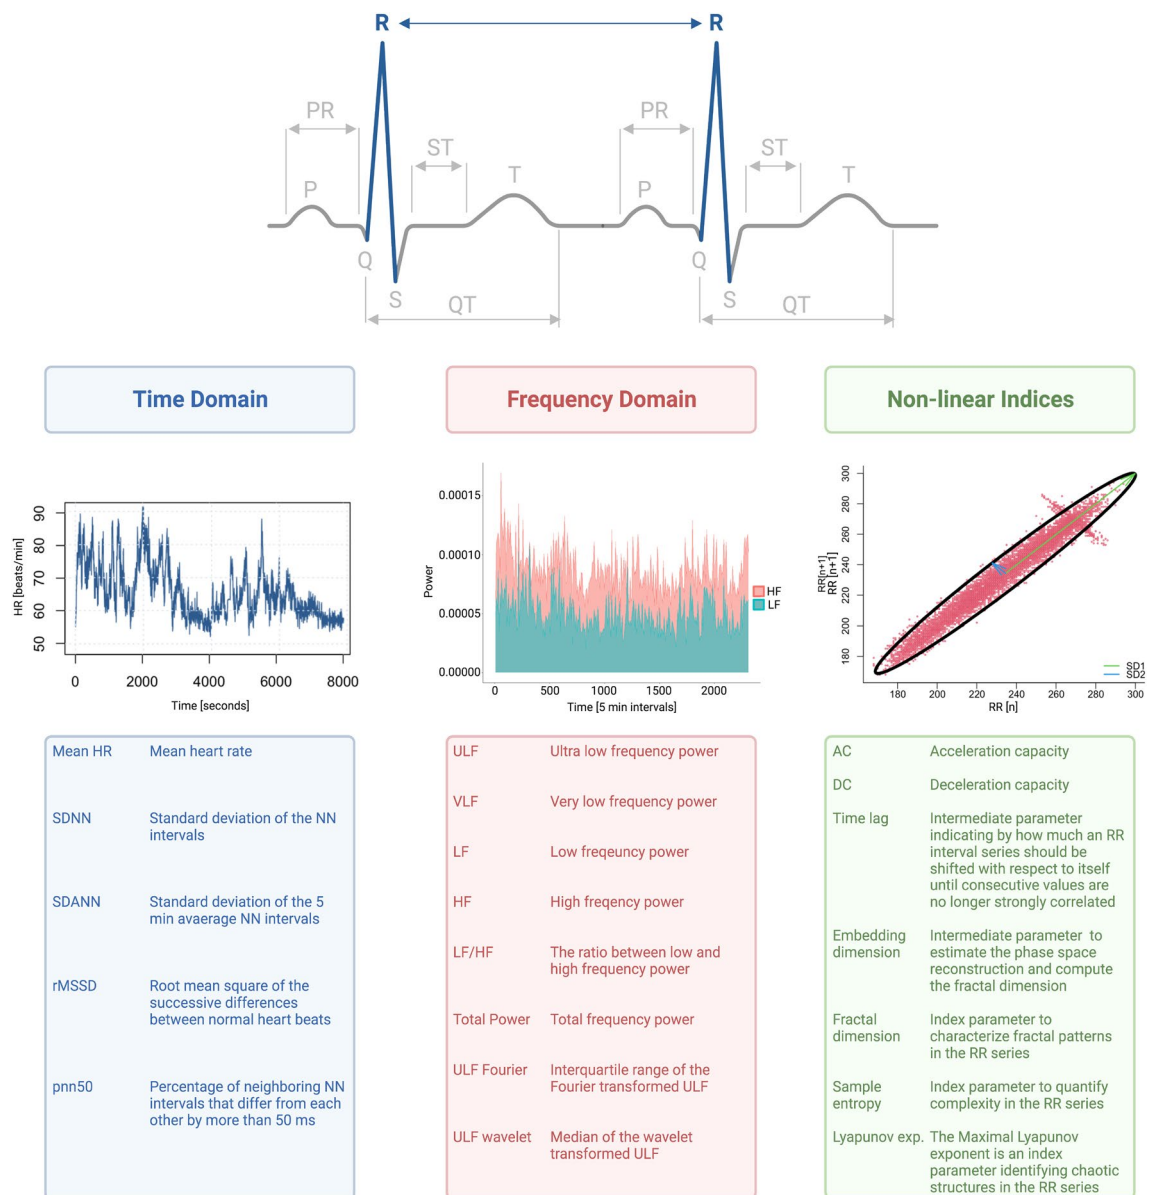 R R
PR PR
ST ST
P T P T
Q Q
S S
QT QT
Time Domain
Frequency Domain
Non-linear Indices
HR [beats/min]
90
80
70
60
50
0 2000 4000 6000 8000
Time [seconds]
Power
0.00015
0.00010
0.00005
0.00000
0 500 1000 1500 2000
Time [5 min intervals]
HF
LF
RR[n+1]
RR [n+1]
300
280
260
240
220
200
180
180 200 220 240 260 280 300
RR [n]
SD1
SD2
Mean HR Mean heart rate
SDNN Standard deviation of the NN
intervals
SDANN Standard deviation of the 5
min avaerage NN intervals
rMSSD Root mean square of the
successive differences
between normal heart beats
pnn50 Percentage of neighboring NN
intervals that differ from each
other by more than 50 ms
ULF Ultra low frequency power
VLF Very low frequency power
LF Low freqeuncy power
HF High freqency power
LF/HF The ratio between low and
high frequency power
Total Power Total frequency power
ULF Fourier Interquartile range of the
Fourier transformed ULF
ULF wavelet Median of the wavelet
transformed ULF
AC Acceleration capacity
DC Deceleration capacity
Time lag Intermediate parameter
indicating by how much an RR
interval series should be
shifted with respect to itself
until consecutive values are
no longer strongly correlated
Embedding Intermediate parameter to
dimension estimate the phase space
reconstruction and compute
the fractal dimension
Fractal Index parameter to
dimension characterize fractal patterns
in the RR series
Sample Index parameter to quantify
entropy complexity in the RR series
Lyapunov exp. The Maximal Lyapunov
exponent is an index
parameter identifying chaotic
structures in the RR series